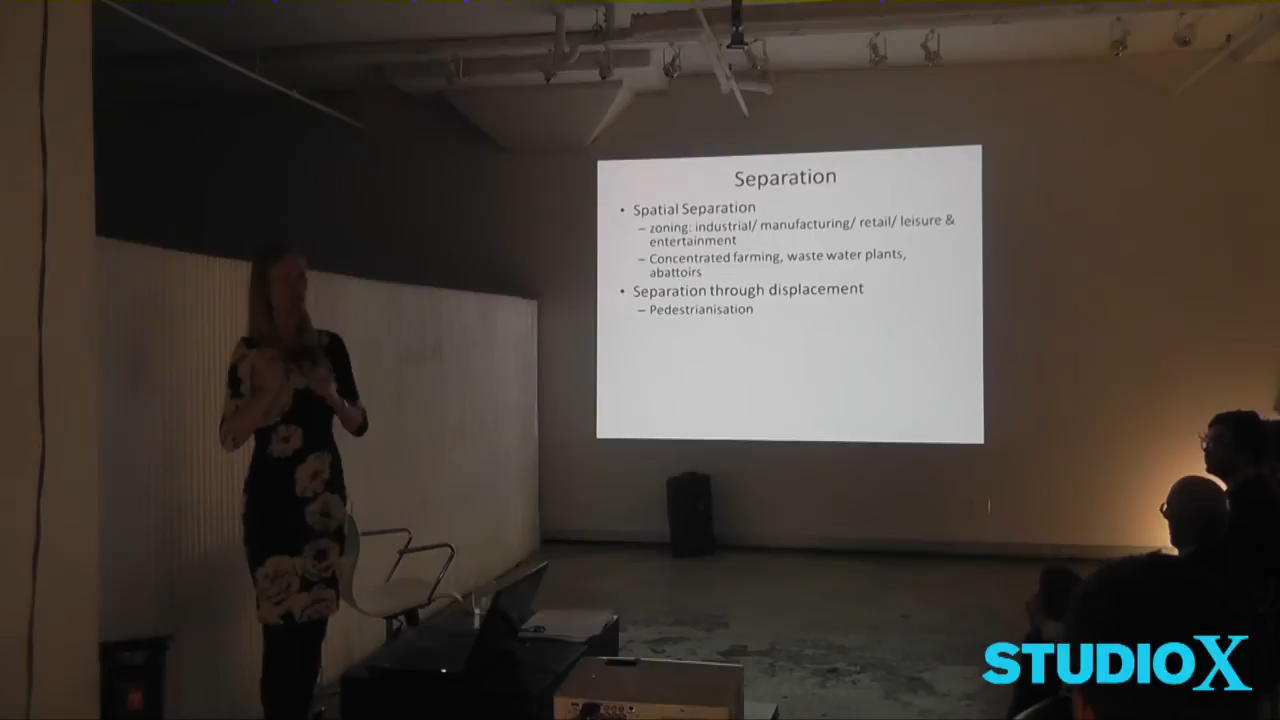 Separation
• Spatial Separation
– zoning: industrial/ manufacturing/ retail/ leisure &
entertainment
– Concentrated farming, waste water plants,
abattoirs
• Separation through displacement
– Pedestrianisation
STUDIOX